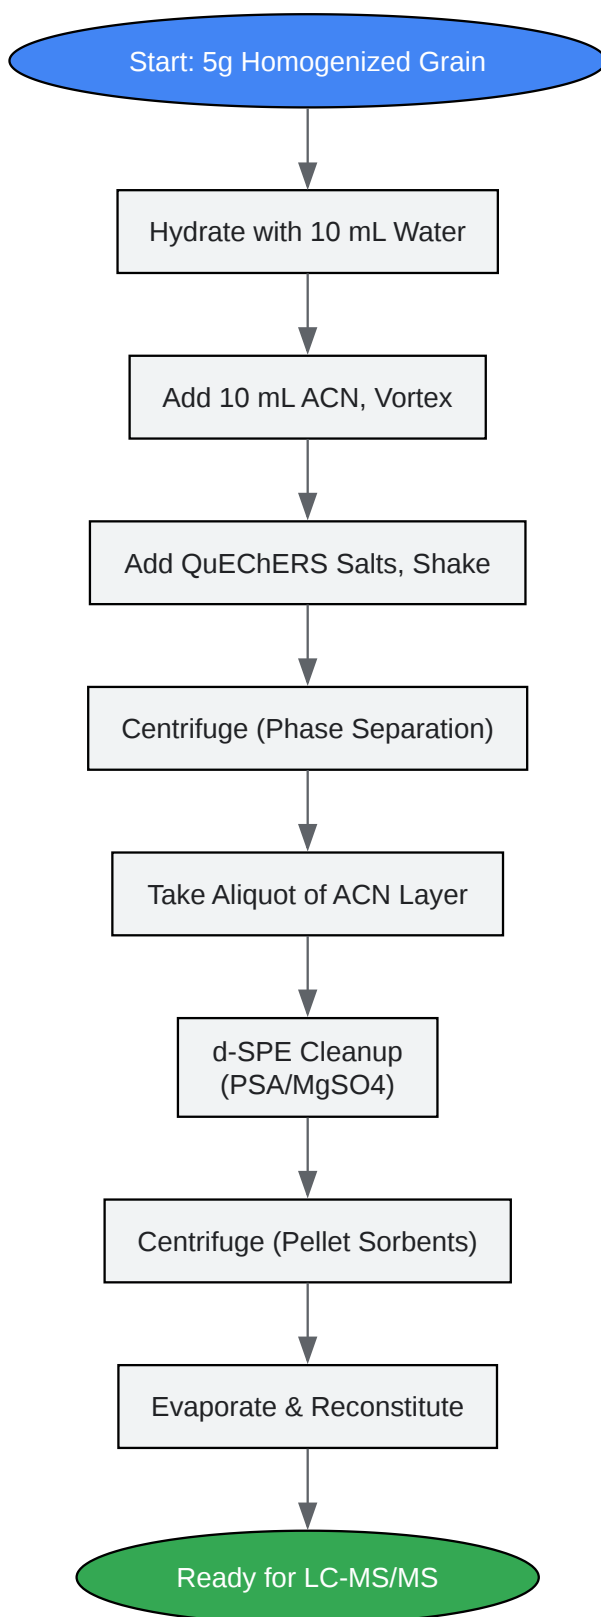 Start: 5g Homogenized Grain
Hydrate with 10 mL Water
Add 10 mL ACN, Vortex
Add QuEChERS Salts, Shake
Centrifuge (Phase Separation)
Take Aliquot of ACN Layer
d-SPE Cleanup
(PSA/MgSO4)
Centrifuge (Pellet Sorbents)
Evaporate & Reconstitute
Ready for LC-MS/MS